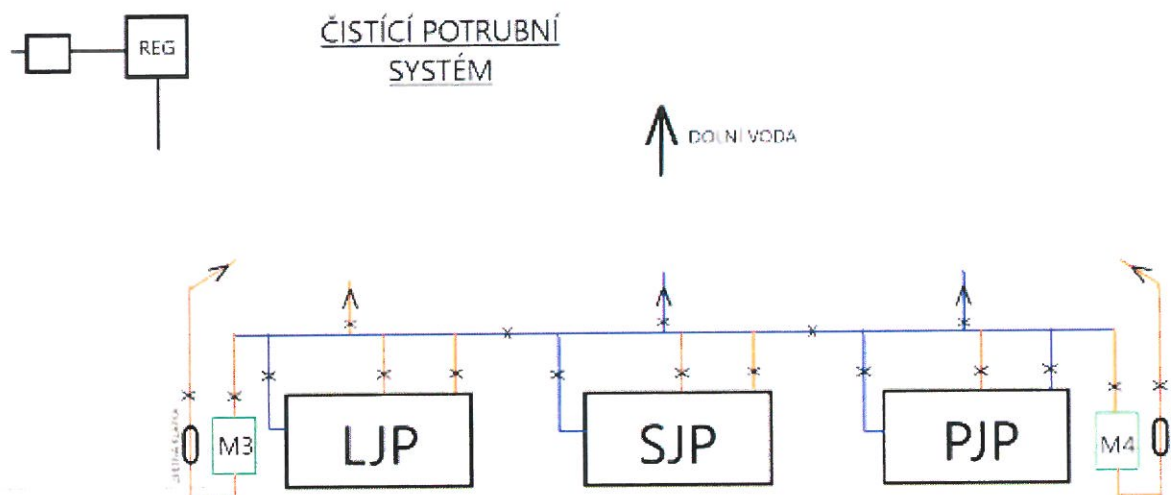 ČISTÍCÍ POTRUBNÍ
SYSTÉM
REG
DOLNÍ VODA
M3
LJP
SJP
PJP
M4